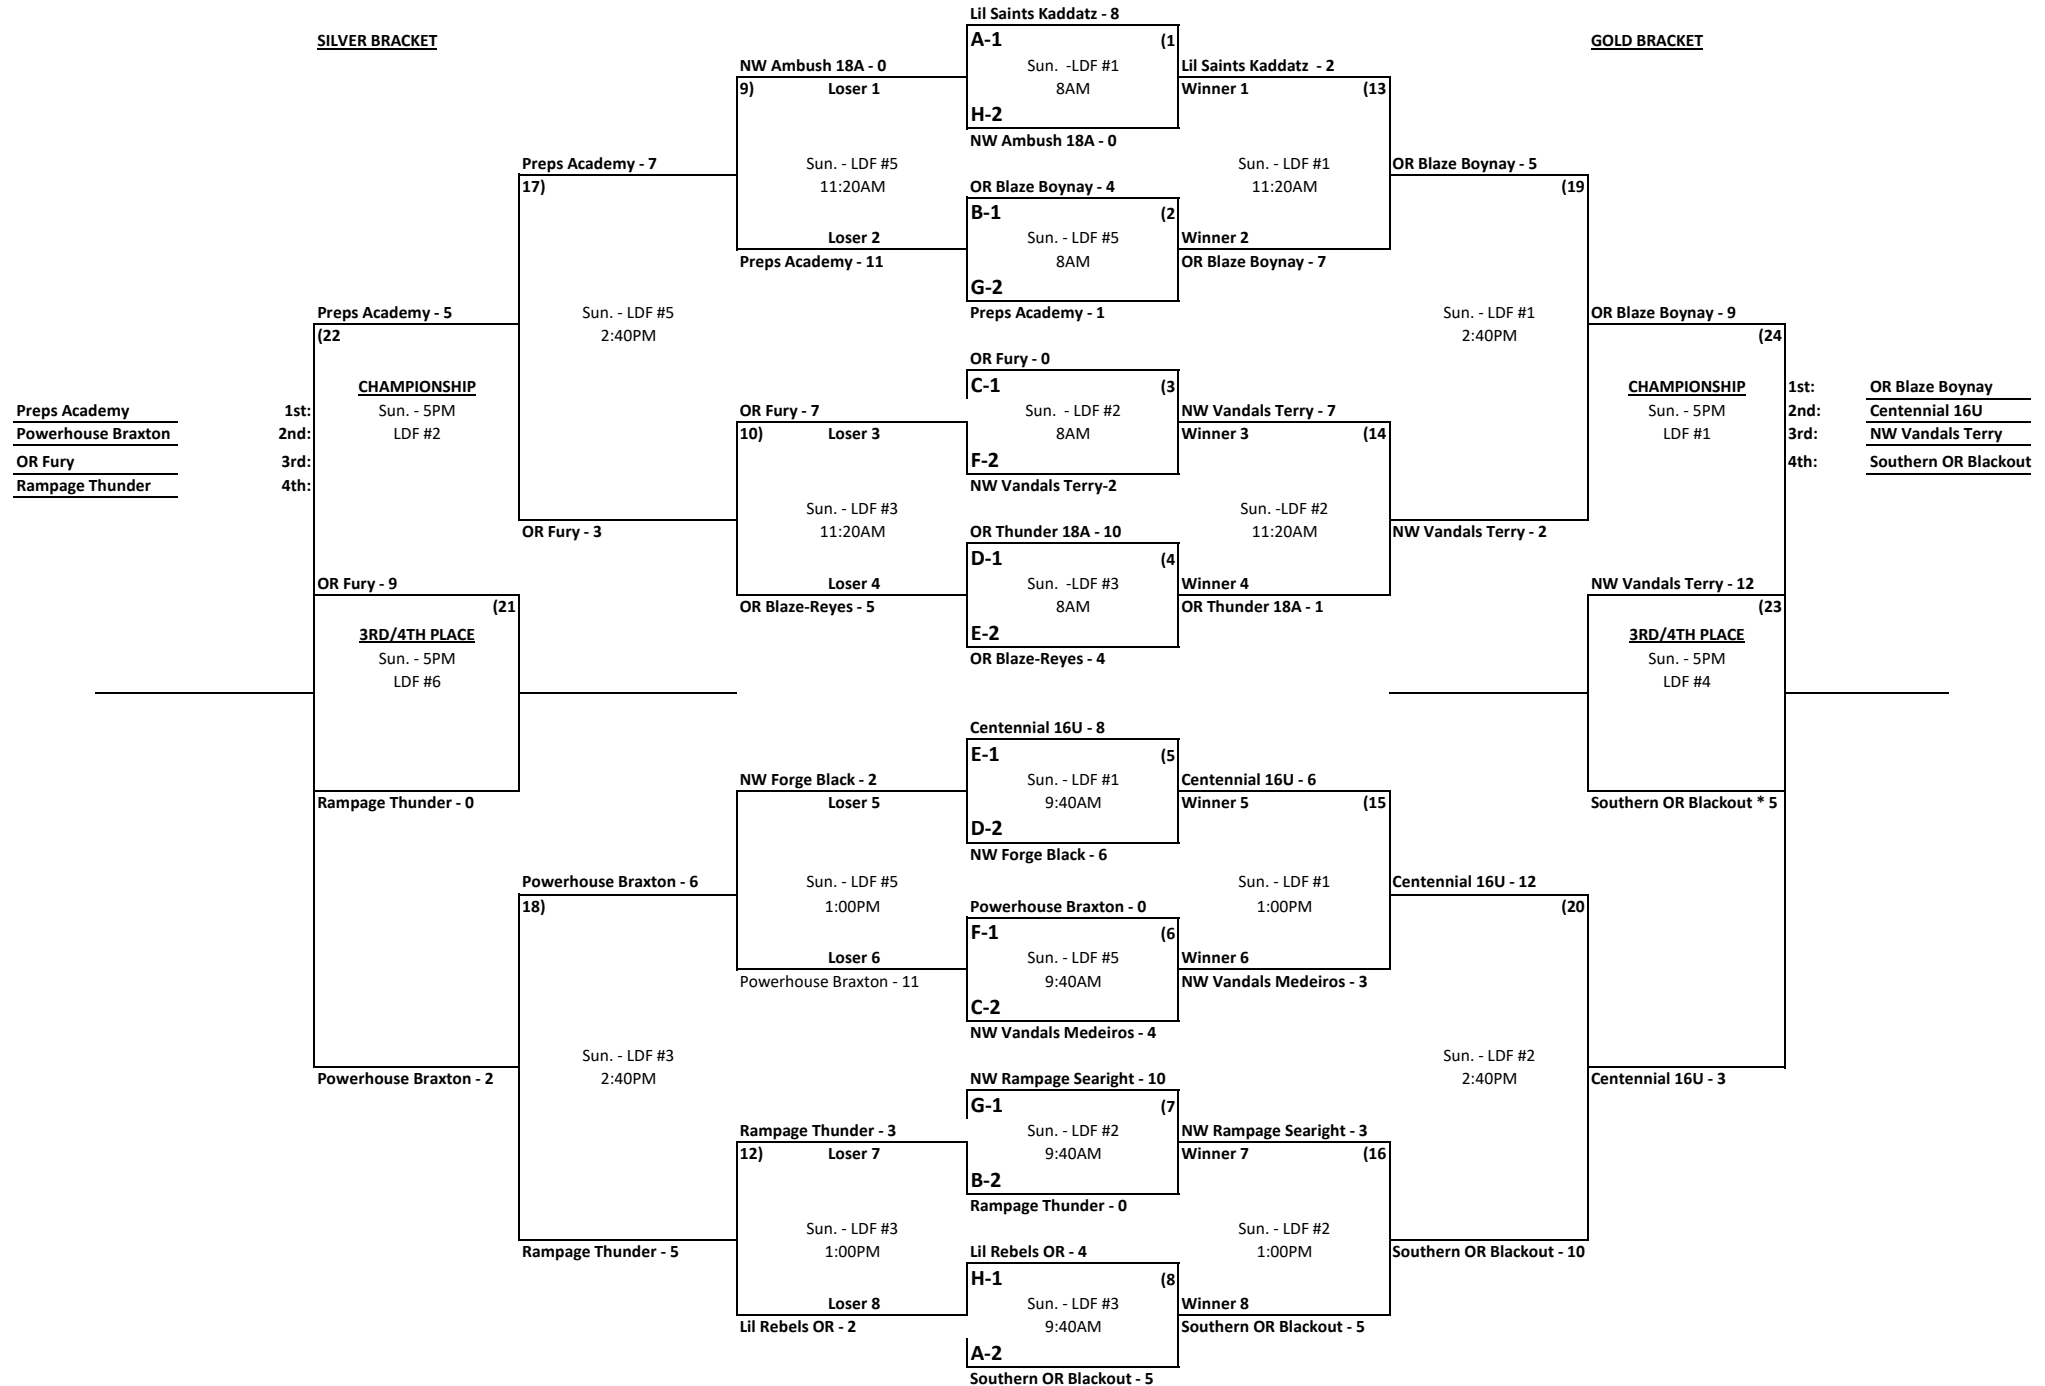 Lil Saints Kaddatz - 8
SILVER BRACKET
A-1 (1
GOLD BRACKET
NW Ambush 18A - 0
Sun. -LDF #1
Lil Saints Kaddatz - 2
9) Loser 1
8AM
Winner 1 (13
H-2
NW Ambush 18A - 0
Preps Academy - 7
Sun. - LDF #5
Sun. - LDF #1
OR Blaze Boynay - 5
17)
11:20AM
OR Blaze Boynay - 4
11:20AM
(19
B-1 (2
Loser 2
Sun. - LDF #5
Winner 2
Preps Academy - 11
8AM
OR Blaze Boynay - 7
G-2
Preps Academy - 5
Sun. - LDF #5
Preps Academy - 1
Sun. - LDF #1
OR Blaze Boynay - 9
(22
2:40PM
2:40PM
(24
OR Fury - 0
CHAMPIONSHIP
C-1 (3
CHAMPIONSHIP
1st: OR Blaze Boynay
Preps Academy 1st:
Sun. - 5PM
OR Fury - 7
Sun. - LDF #2
NW Vandals Terry - 7
Sun. - 5PM
2nd: Centennial 16U
Powerhouse Braxton 2nd:
LDF #2
10) Loser 3
8AM
Winner 3 (14
LDF #1
3rd: NW Vandals Terry
OR Fury 3rd:
F-2
4th: Southern OR Blackout
Rampage Thunder 4th:
NW Vandals Terry-2
Sun. - LDF #3
Sun. -LDF #2
OR Fury - 3
11:20AM
OR Thunder 18A - 10
11:20AM
NW Vandals Terry - 2
D-1 (4
OR Fury - 9
Loser 4
Sun. -LDF #3
Winner 4
NW Vandals Terry - 12
(21
OR Blaze-Reyes - 5
8AM
OR Thunder 18A - 1
(23
3RD/4TH PLACE
E-2
3RD/4TH PLACE
Sun. - 5PM
OR Blaze-Reyes - 4
Sun. - 5PM
LDF #6
LDF #4
Centennial 16U - 8
E-1 (5
NW Forge Black - 2
Sun. - LDF #1
Centennial 16U - 6
Rampage Thunder - 0
Loser 5
9:40AM
Winner 5 (15
Southern OR Blackout * 5
D-2
NW Forge Black - 6
Powerhouse Braxton - 6
Sun. - LDF #5
Sun. - LDF #1
Centennial 16U - 12
18)
1:00PM
Powerhouse Braxton - 0
1:00PM
(20
F-1 (6
Loser 6
Sun. - LDF #5
Winner 6
Powerhouse Braxton - 11
9:40AM
NW Vandals Medeiros - 3
C-2
NW Vandals Medeiros - 4
Sun. - LDF #3
Sun. - LDF #2
Powerhouse Braxton - 2
2:40PM
NW Rampage Searight - 10
2:40PM
Centennial 16U - 3
G-1 (7
Rampage Thunder - 3
Sun. - LDF #2
NW Rampage Searight - 3
12) Loser 7
9:40AM
Winner 7 (16
B-2
Rampage Thunder - 0
Sun. - LDF #3
Sun. - LDF #2
Rampage Thunder - 5
1:00PM
Lil Rebels OR - 4
1:00PM
Southern OR Blackout - 10
H-1 (8
Loser 8
Sun. - LDF #3
Winner 8
Lil Rebels OR - 2
9:40AM
Southern OR Blackout - 5
A-2
Southern OR Blackout - 5